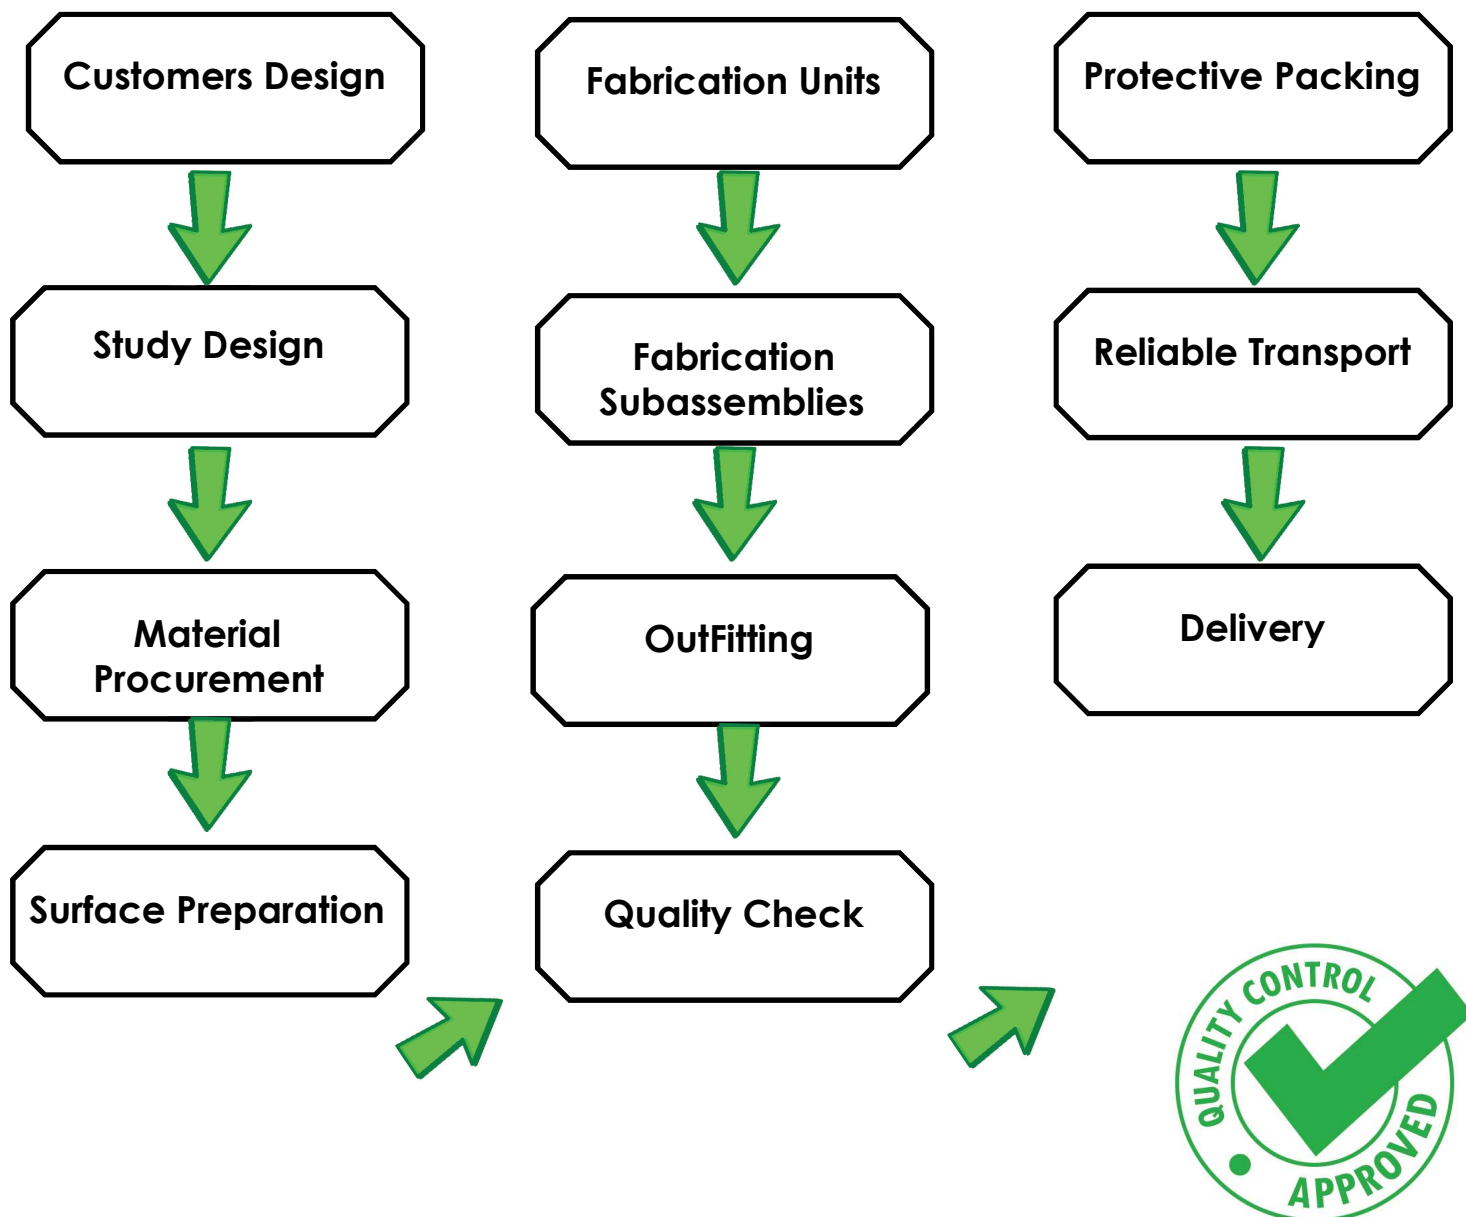 Customers Design
Study Design
Material
Procurement
Surface Preparation
Fabrication Units
Fabrication
Subassemblies
OutFitting
Quality Check
Protective Packing
Reliable Transport
Delivery
QUALITY CONTROL
APPROVED